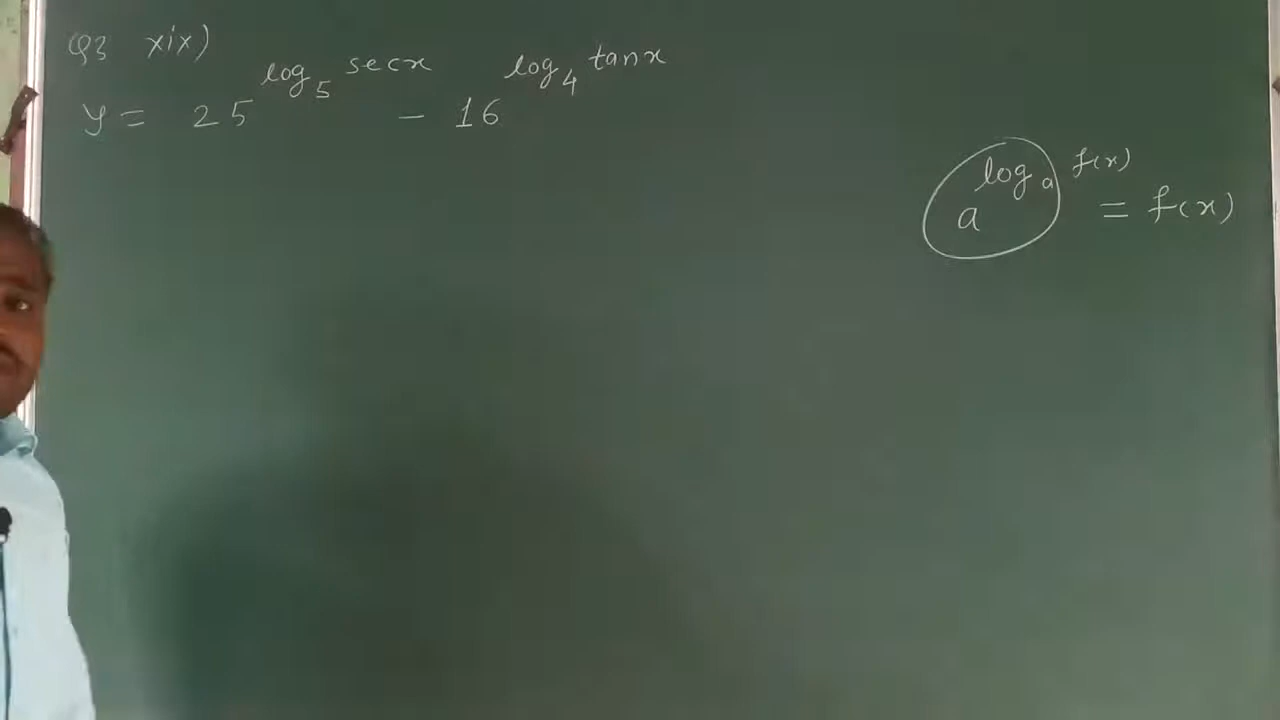 Q3 xix)
y = 25^{log_5 secx} - 16^{log_4 tanx}
a^{log_a f(x)} = f(x)